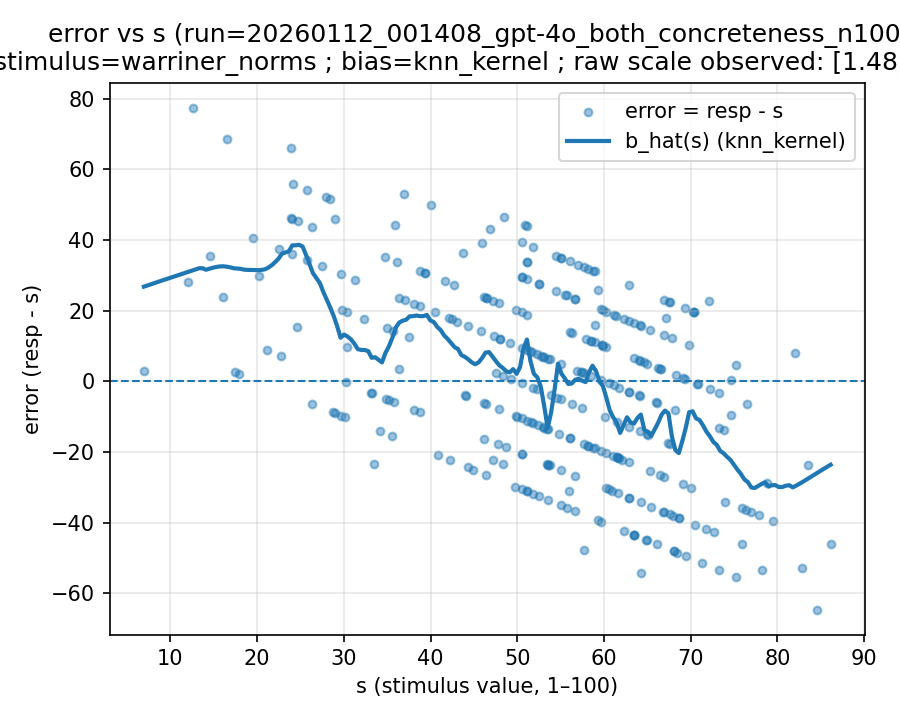 error vs s (run=20260112_001408_gpt-4o_both_concreteness_n100
stimulus=warriner_norms ; bias=knn_kernel ; raw scale observed: [1.48
error = resp - s
b_hat(s) (knn_kernel)
error (resp - s)
80
60
40
20
0
−20
−40
−60
10 20 30 40 50 60 70 80 90
s (stimulus value, 1–100)